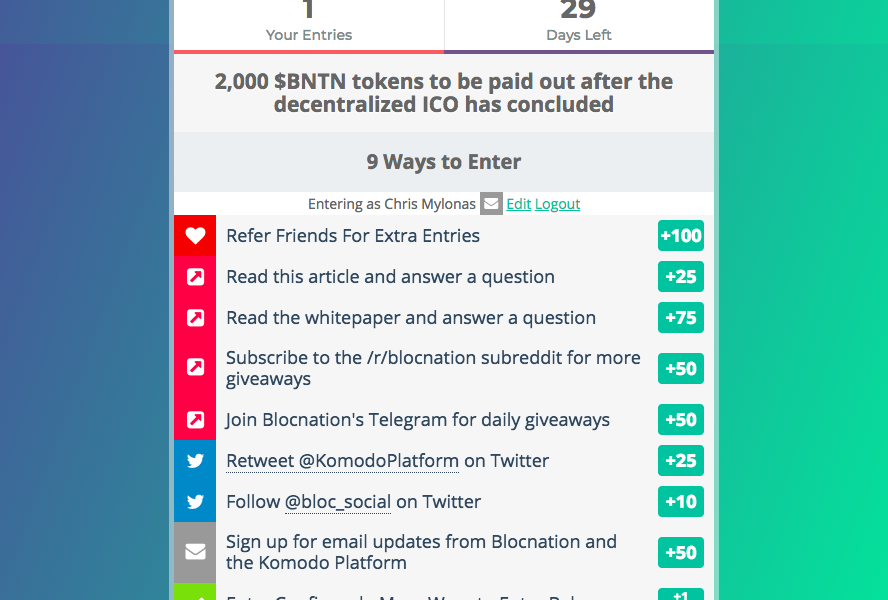 1
29
Your Entries
Days Left
2,000 $BNTN tokens to be paid out after the
decentralized ICO has concluded
9 Ways to Enter
Entering as Chris Mylonas Edit Logout
Refer Friends For Extra Entries +100
Read this article and answer a question +25
Read the whitepaper and answer a question +75
Subscribe to the /r/blocnation subreddit for more
giveaways
+50
Join Blocnation's Telegram for daily giveaways +50
Retweet @KomodoPlatform on Twitter +25
Follow @bloc_social on Twitter +10
Sign up for email updates from Blocnation and
the Komodo Platform
+50
+1